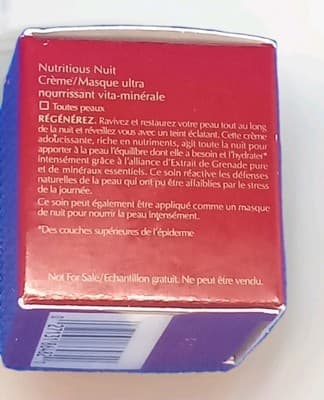 Nutritious Nuit
Crème/Masque ultra
nourrissant vita-minérale
☐ Toutes peaux
RÉGÉNÉREZ. Ravivez et restaurez votre peau tout au long
de la nuit et réveillez vous avec un teint éclatant. Cette crème
adoucissante, riche en nutriments, agit toute la nuit pour
apporter à la peau l'équilibre dont elle a besoin et l'hydrater*
intensément grâce à l'alliance d'Extrait de Grenade pure
et de minéraux essentiels. Ce soin réactive les défenses
naturelles de la peau qui ont pu être affaiblies par le stress
de la journée.
Ce soin peut également être appliqué comme un masque
de nuit pour nourrir la peau intensément.
*Des couches supérieures de l'épiderme
Not For Sale/Echantillon gratuit. Ne peut être vendu.